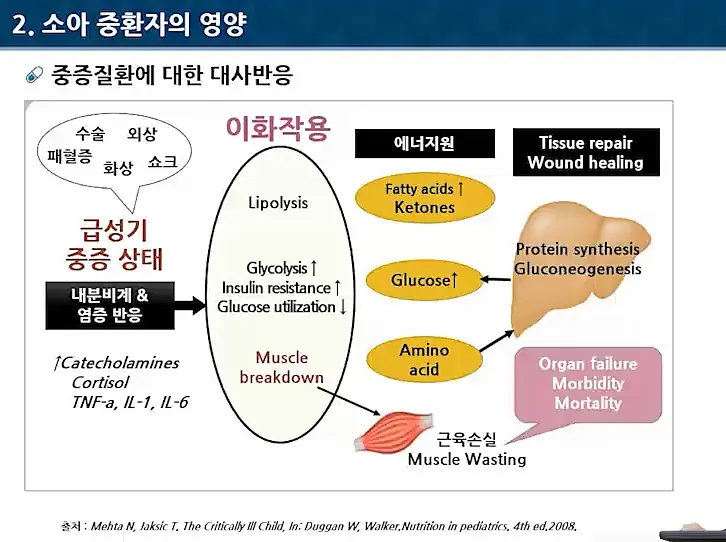 2. 소아 중환자의 영양
중증질환에 대한 대사반응
수술 외상
패혈증
화상 쇼크
급성기
중증 상태
내분비계 &
염증 반응
↑Catecholamines
Cortisol
TNF-a, IL-1, IL-6
이화작용
Lipolysis
Glycolysis↑
Insulin resistance↑
Glucose utilization↓
Muscle
breakdown
에너지원
Fatty acids↑
Ketones
Glucose↑
Amino
acid
근육손실
Muscle Wasting
Tissue repair
Wound healing
Protein synthesis
Gluconeogenesis
Organ failure
Morbidity
Mortality
출처 : Mehta N, Jaksic T. The Critically Ill Child, In: Duggan W, Walker.Nutrition in pediatrics. 4th ed.2008.